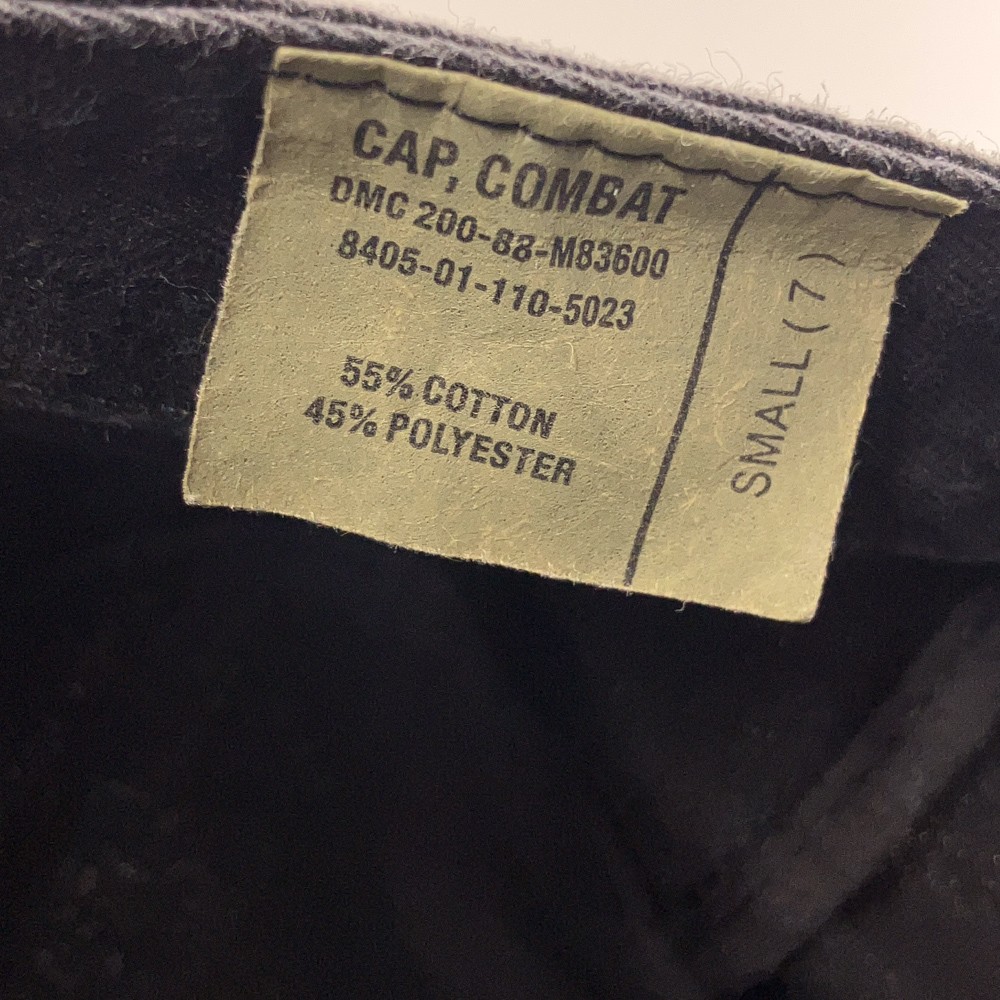 CAP, COMBAT
DMC 200-88-M83600
8405-01-110-5023
55% COTTON
45% POLYESTER
SMALL (7)